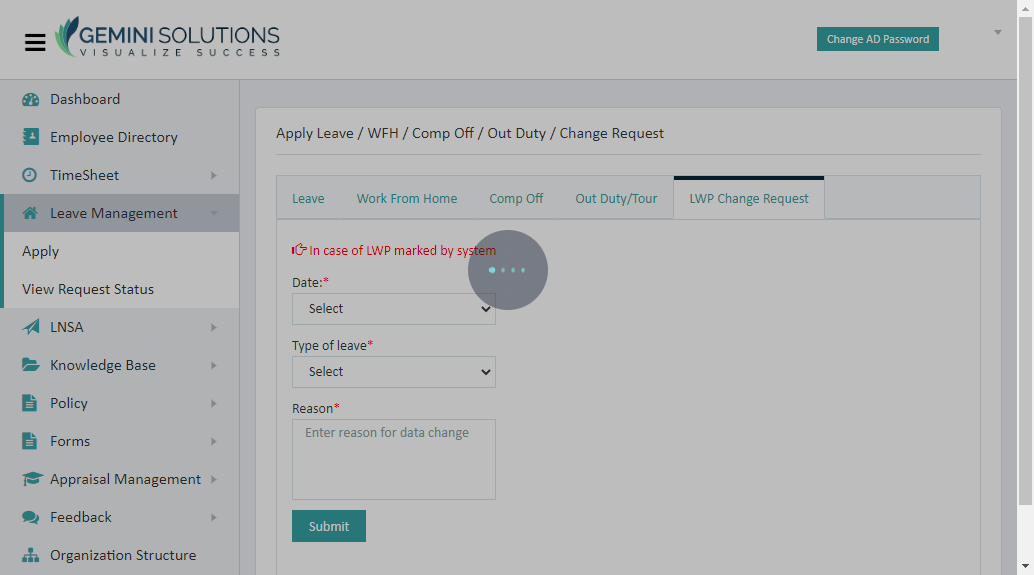 GEMINI SOLUTIONS
VISUALIZE SUCCESS
Change AD Password
Dashboard
Employee Directory
TimeSheet
Leave Management
Apply
View Request Status
LNSA
Knowledge Base
Policy
Forms
Appraisal Management
Feedback
Organization Structure
Apply Leave / WFH / Comp Off / Out Duty / Change Request
Leave Work From Home Comp Off Out Duty/Tour LWP Change Request
In case of LWP marked by system
Date:*
Select
Type of leave*
Select
Reason*
Enter reason for data change
Submit